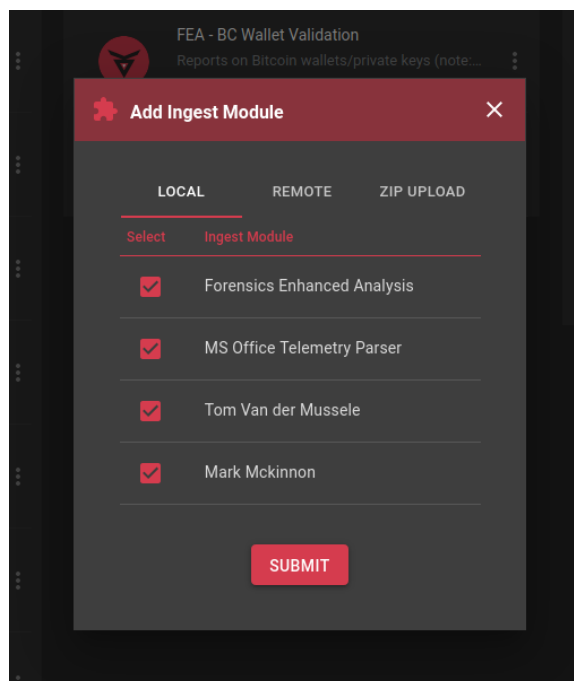 FEA - BC Wallet Validation
Reports on Bitcoin wallets/private keys (note:...
Add Ingest Module
LOCAL REMOTE ZIP UPLOAD
Select Ingest Module
Forensics Enhanced Analysis
MS Office Telemetry Parser
Tom Van der Mussele
Mark Mckinnon
SUBMIT